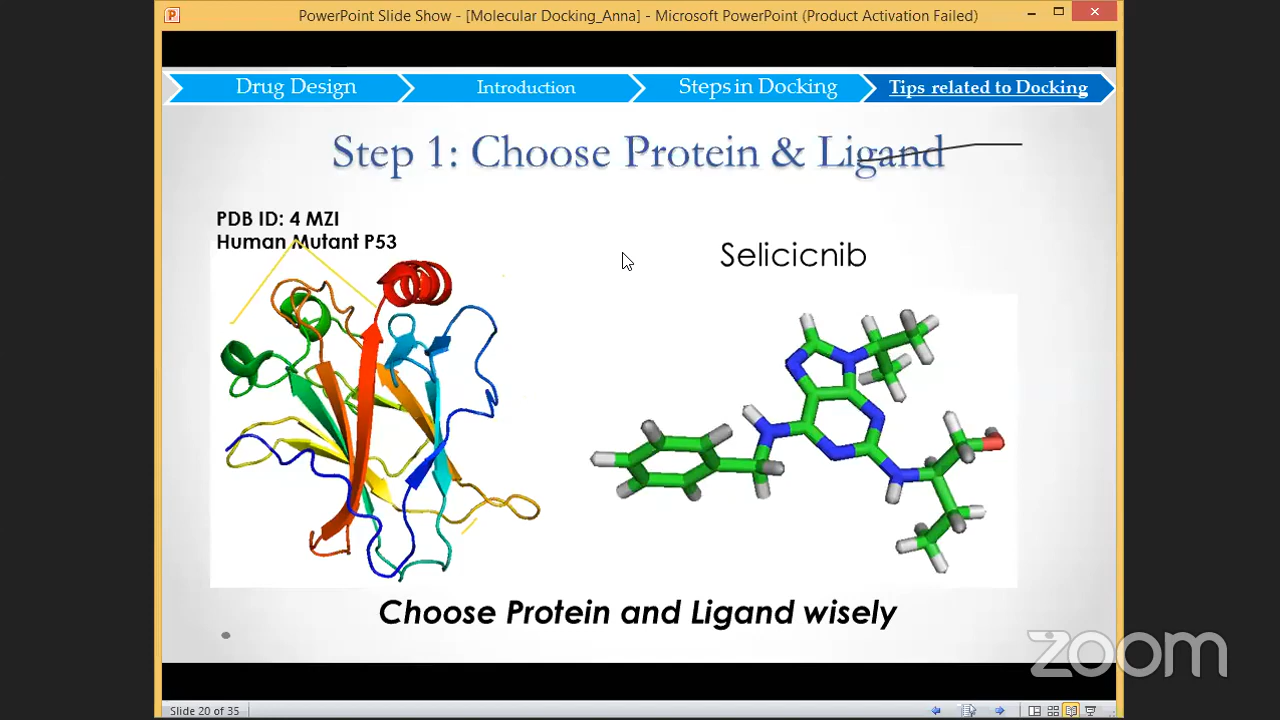 PowerPoint Slide Show - [Molecular Docking_Anna] - Microsoft PowerPoint (Product Activation Failed)
Drug Design
Introduction
Steps in Docking
Tips related to Docking
Step 1: Choose Protein & Ligand
PDB ID: 4 MZI
Human Mutant P53
Selicicnib
Choose Protein and Ligand wisely
zoom
Slide 20 of 35